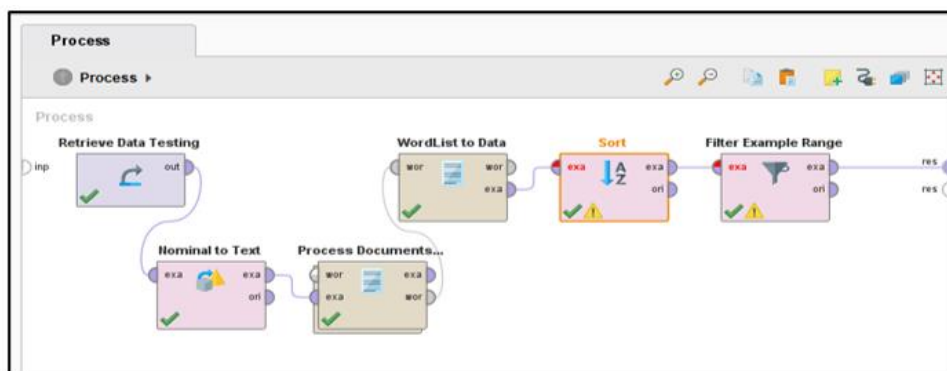 Process
Process
Process
Retrieve Data Testing
WordList to Data
Sort
Filter Example Range
inp
out
wor
wor
exa
exa
exa
ori
exa
exa
ori
res
res
Nominal to Text
Process Documents...
exa
exa
ori
wor
exa
exa
wor
A
Z